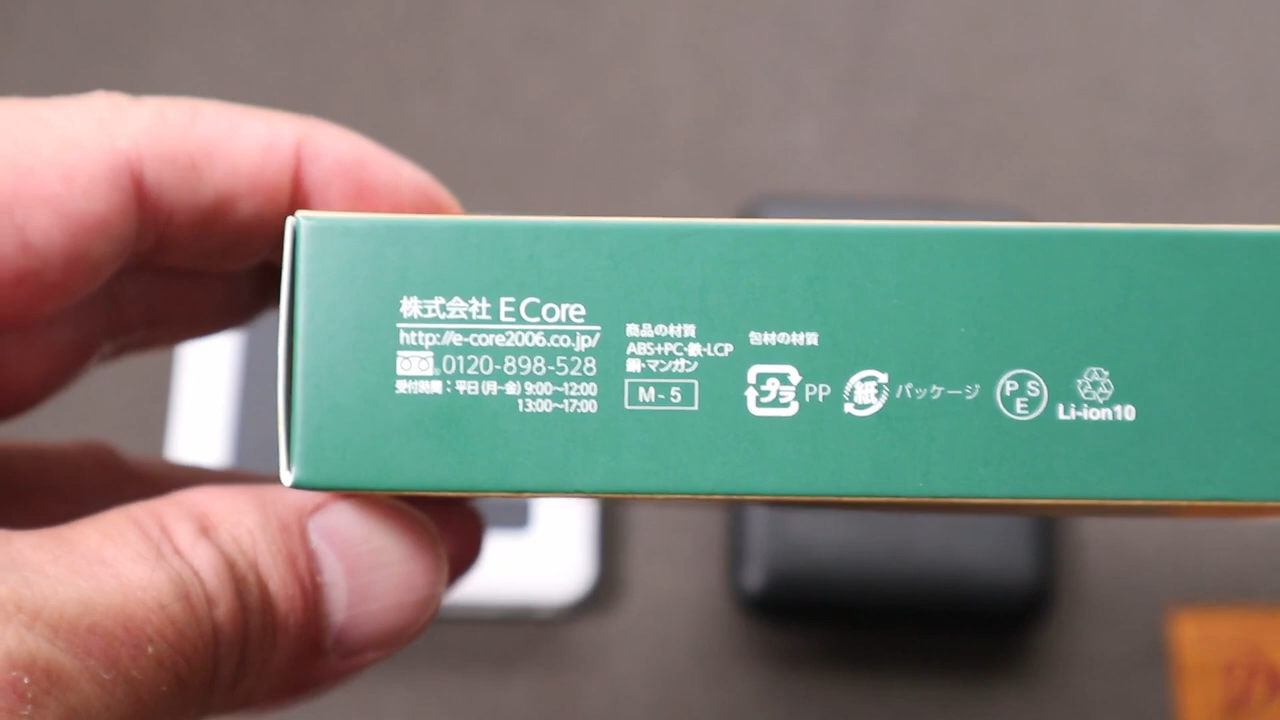 株式会社 E Core
http://e-core2006.co.jp/
0120-898-528
受付時間：平日(月~金) 9:00~12:00
13:00~17:00
商品の材質
ABS+PC・鉄・LCP
銅・マンガン
M-5
包材の材質
プラ PP
紙 パッケージ
PSE
Li-ion10